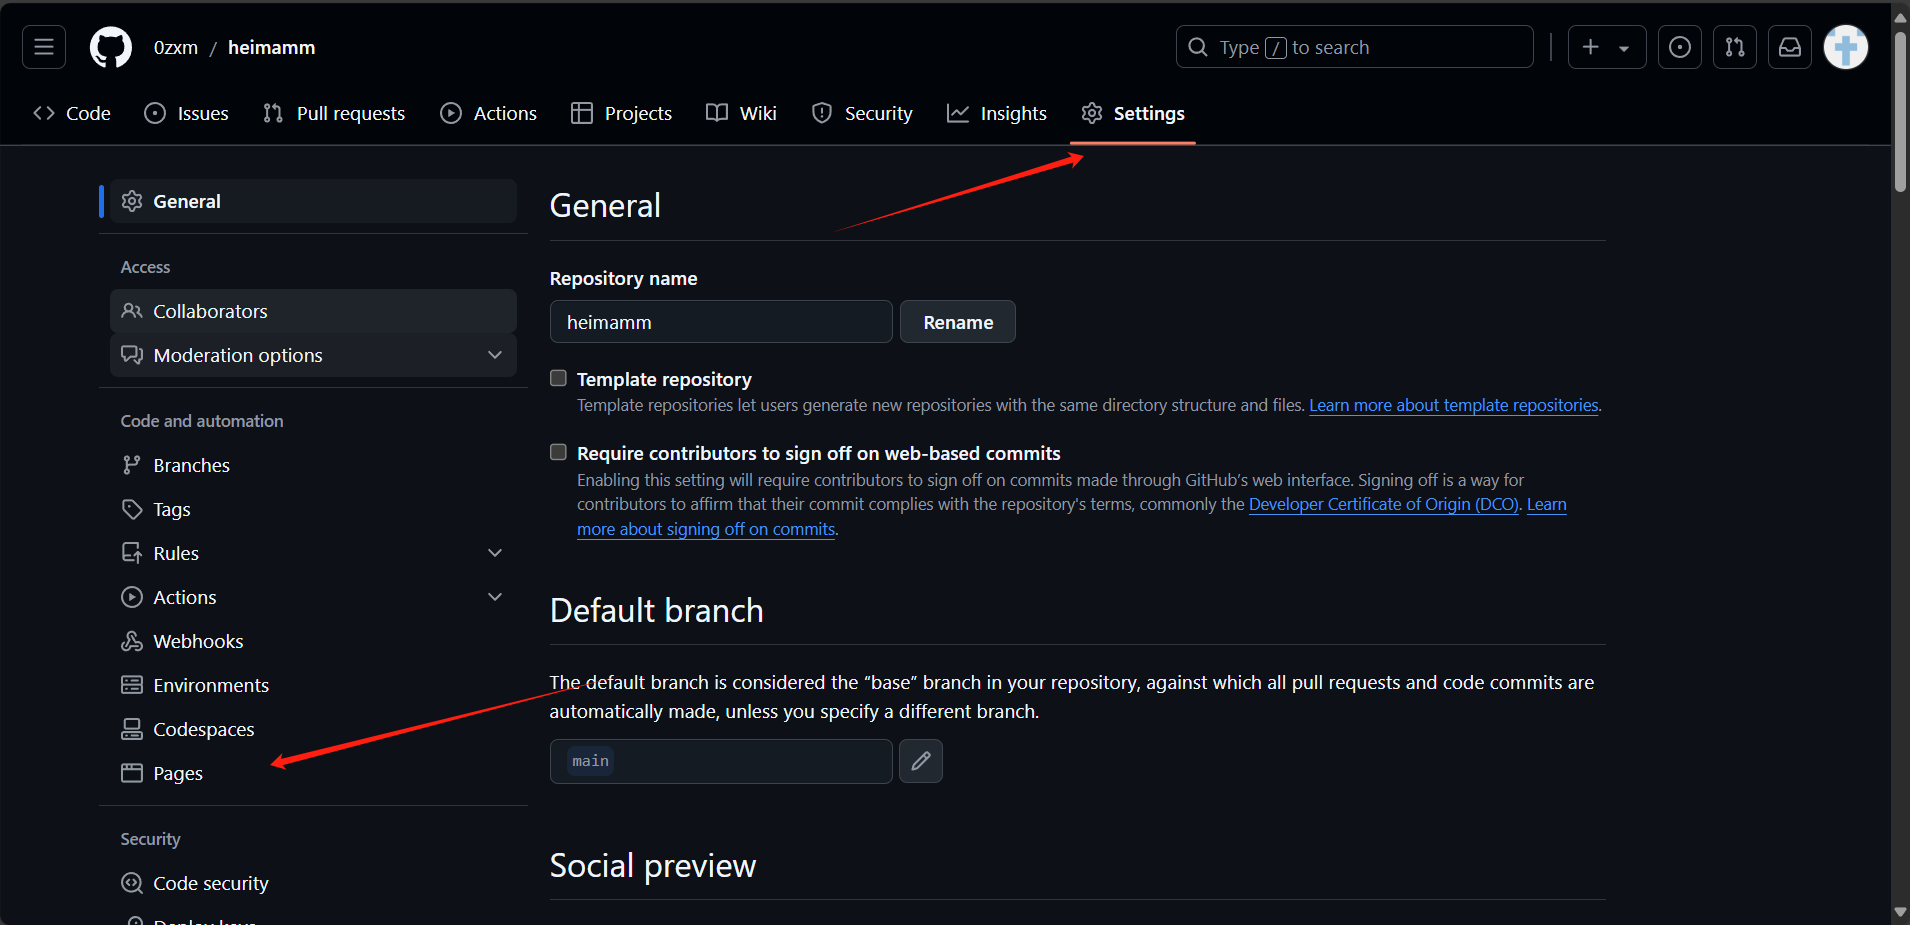 0zxm / heimamm
Type / to search
Code
Issues
Pull requests
Actions
Projects
Wiki
Security
Insights
Settings
General
Access
Collaborators
Moderation options
Code and automation
Branches
Tags
Rules
Actions
Webhooks
Environments
Codespaces
Pages
Security
Code security
Deploy keys
General
Repository name
heimamm
Rename
Template repository
Template repositories let users generate new repositories with the same directory structure and files. Learn more about template repositories.
Require contributors to sign off on web-based commits
Enabling this setting will require contributors to sign off on commits made through GitHub’s web interface. Signing off is a way for
contributors to affirm that their commit complies with the repository's terms, commonly the Developer Certificate of Origin (DCO). Learn
more about signing off on commits.
Default branch
The default branch is considered the “base” branch in your repository, against which all pull requests and code commits are
automatically made, unless you specify a different branch.
main
Social preview